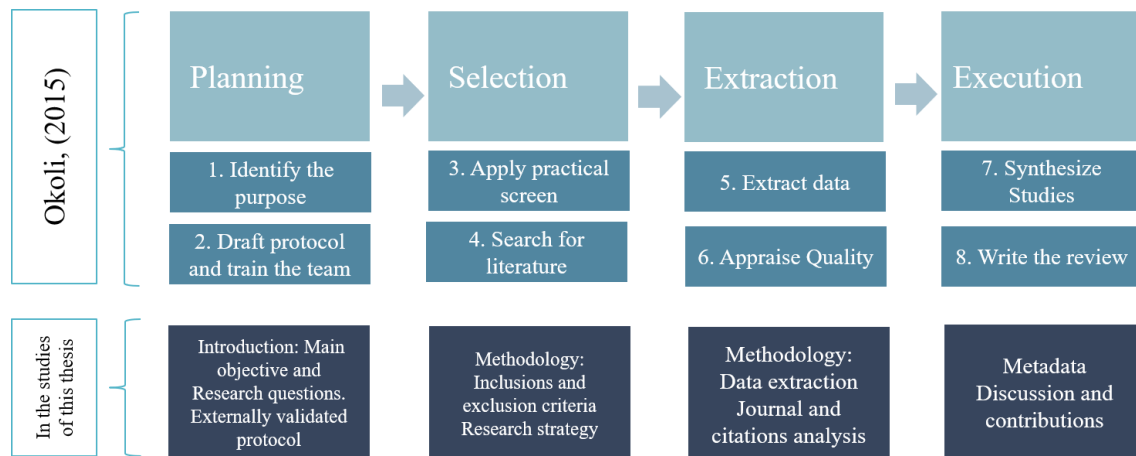 Okoli, (2015)
Planning
Selection
Extraction
Execution
1. Identify the
purpose
3. Apply practical
screen
5. Extract data
7. Synthesize
Studies
2. Draft protocol
and train the team
4. Search for
literature
6. Appraise Quality
8. Write the review
In the studies
of this thesis
Introduction: Main
objective and
Research questions.
Externally validated
protocol
Methodology:
Inclusions and
exclusion criteria
Research strategy
Methodology:
Data extraction
Journal and
citations analysis
Metadata
Discussion and
contributions